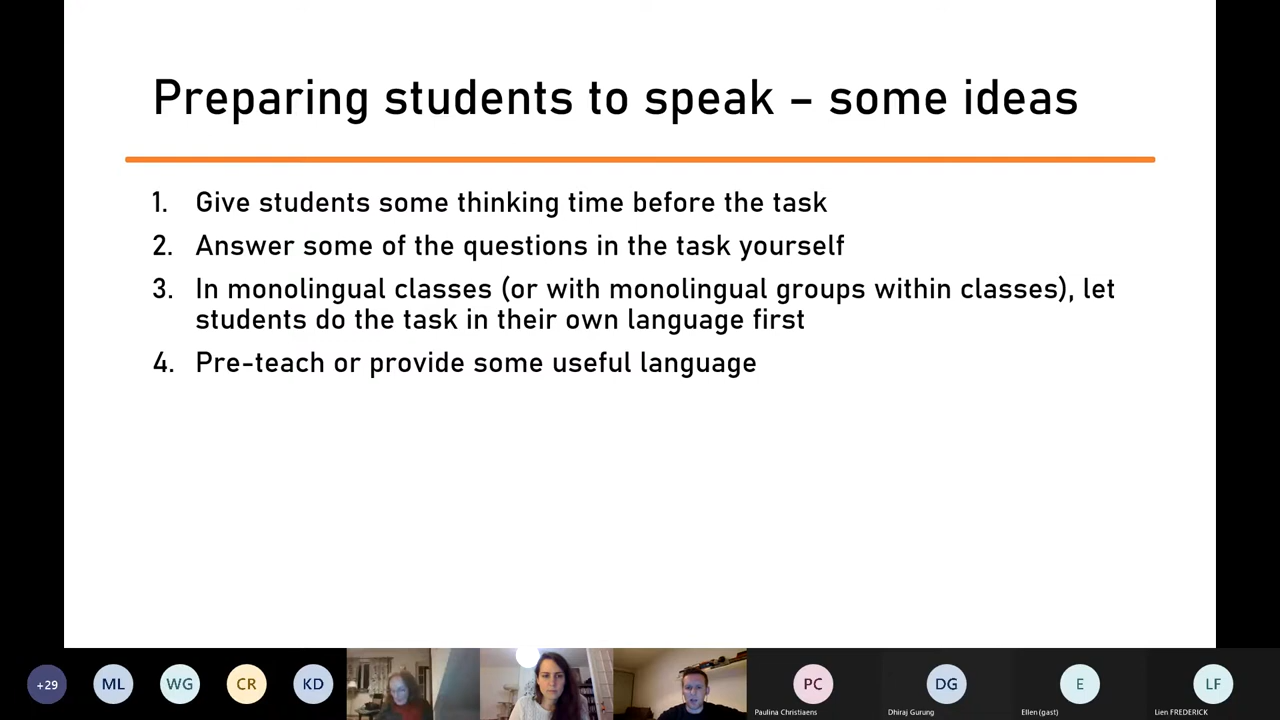 Preparing students to speak – some ideas
1. Give students some thinking time before the task
2. Answer some of the questions in the task yourself
3. In monolingual classes (or with monolingual groups within classes), let
students do the task in their own language first
4. Pre-teach or provide some useful language
+29 ML WG CR KD PC DG E LF
Paulina Christiaens Dhiraj Gurung Ellen (gast) Lien FREDERICK